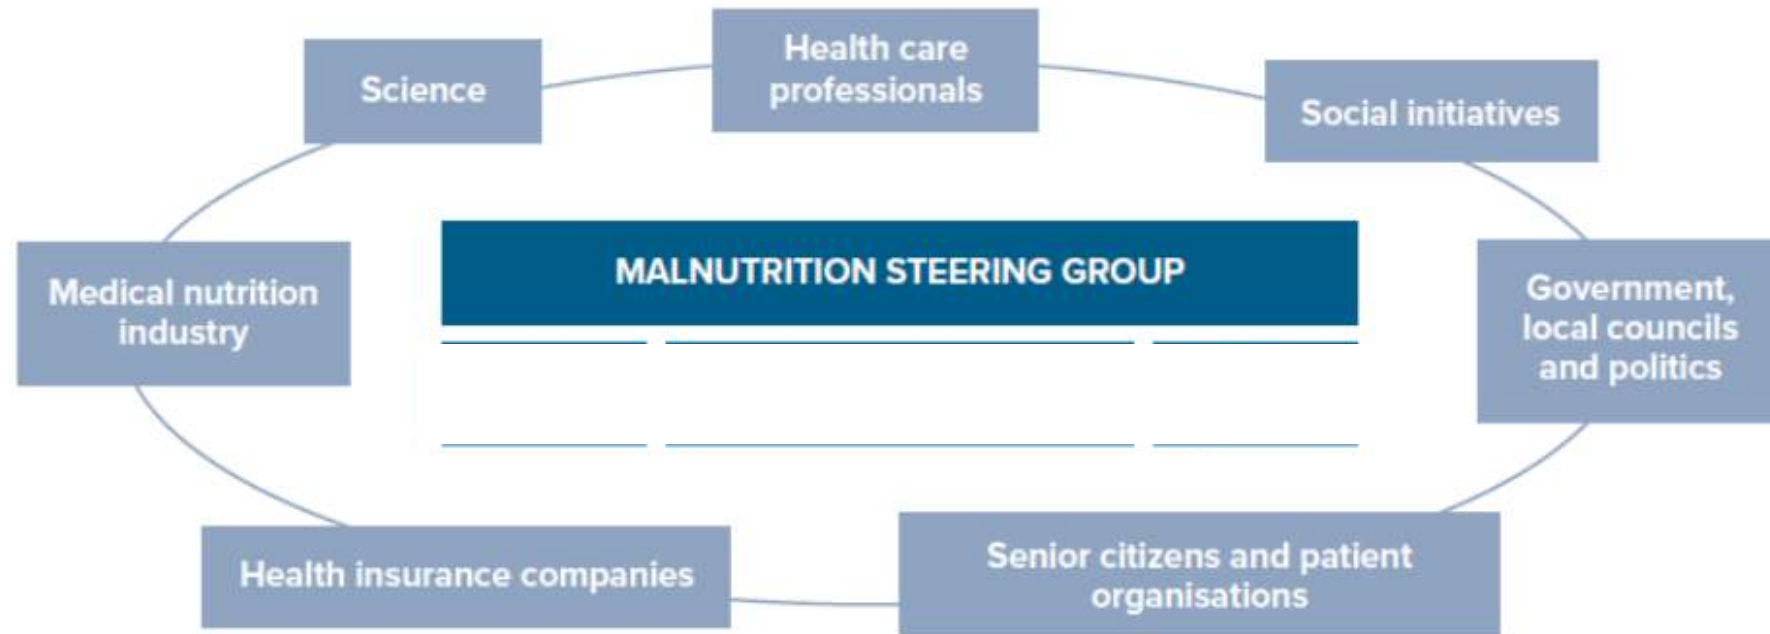 Health care
professionals
Science
Social initiatives
MALNUTRITION STEERING GROUP
Medical nutrition
industry
Government,
local councils
and politics
Health insurance companies
Senior citizens and patient
organisations